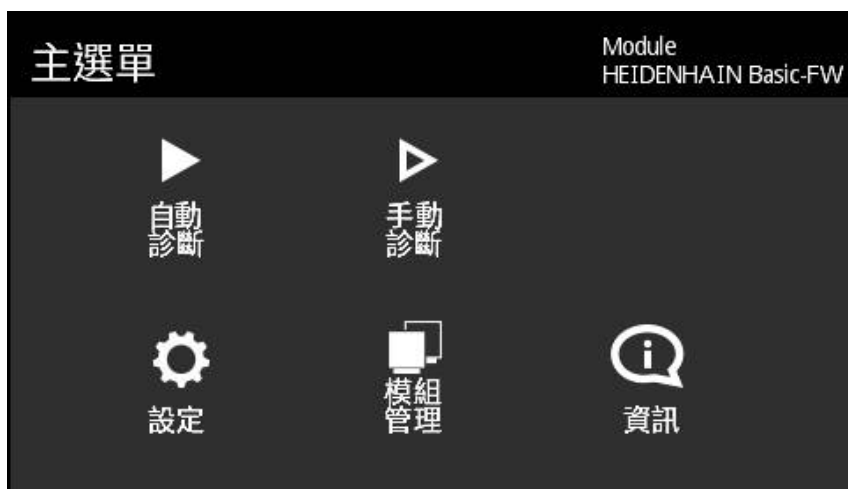 主選單
Module
HEIDENHAIN Basic-FW
自動
診斷
手動
診斷
設定
模組
管理
資訊